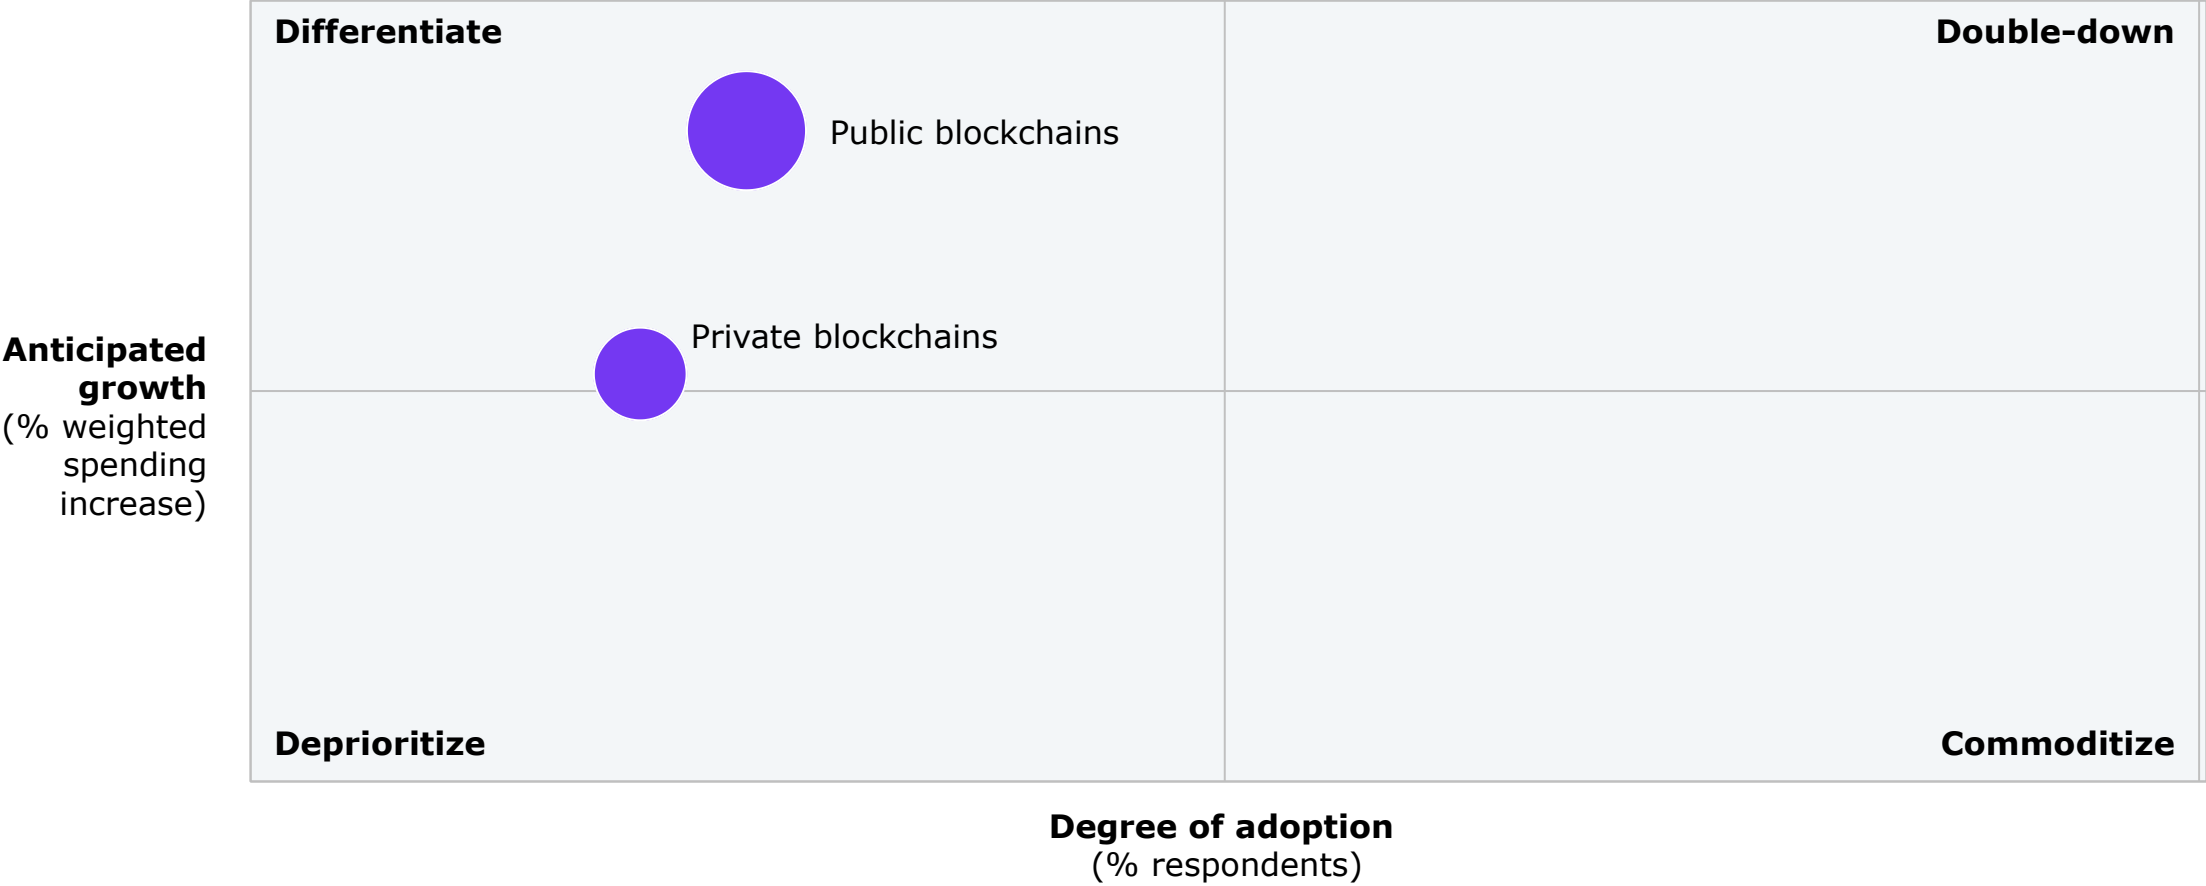 Differentiate
Double-down
Public blockchains
Private blockchains
Anticipated
growth
(% weighted
spending
increase)
Deprioritize
Commoditize
Degree of adoption
(% respondents)